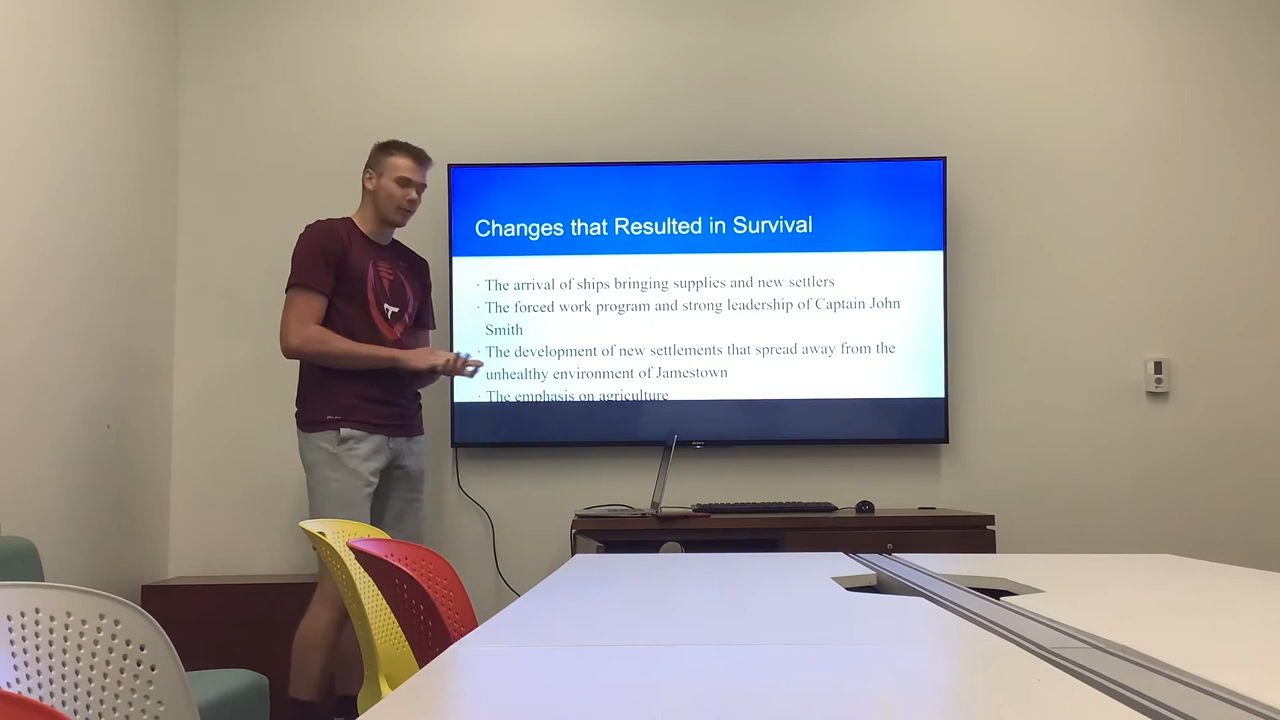 Changes that Resulted in Survival
· The arrival of ships bringing supplies and new settlers
· The forced work program and strong leadership of Captain John
Smith
· The development of new settlements that spread away from the
unhealthy environment of Jamestown
· The emphasis on agriculture
SONY